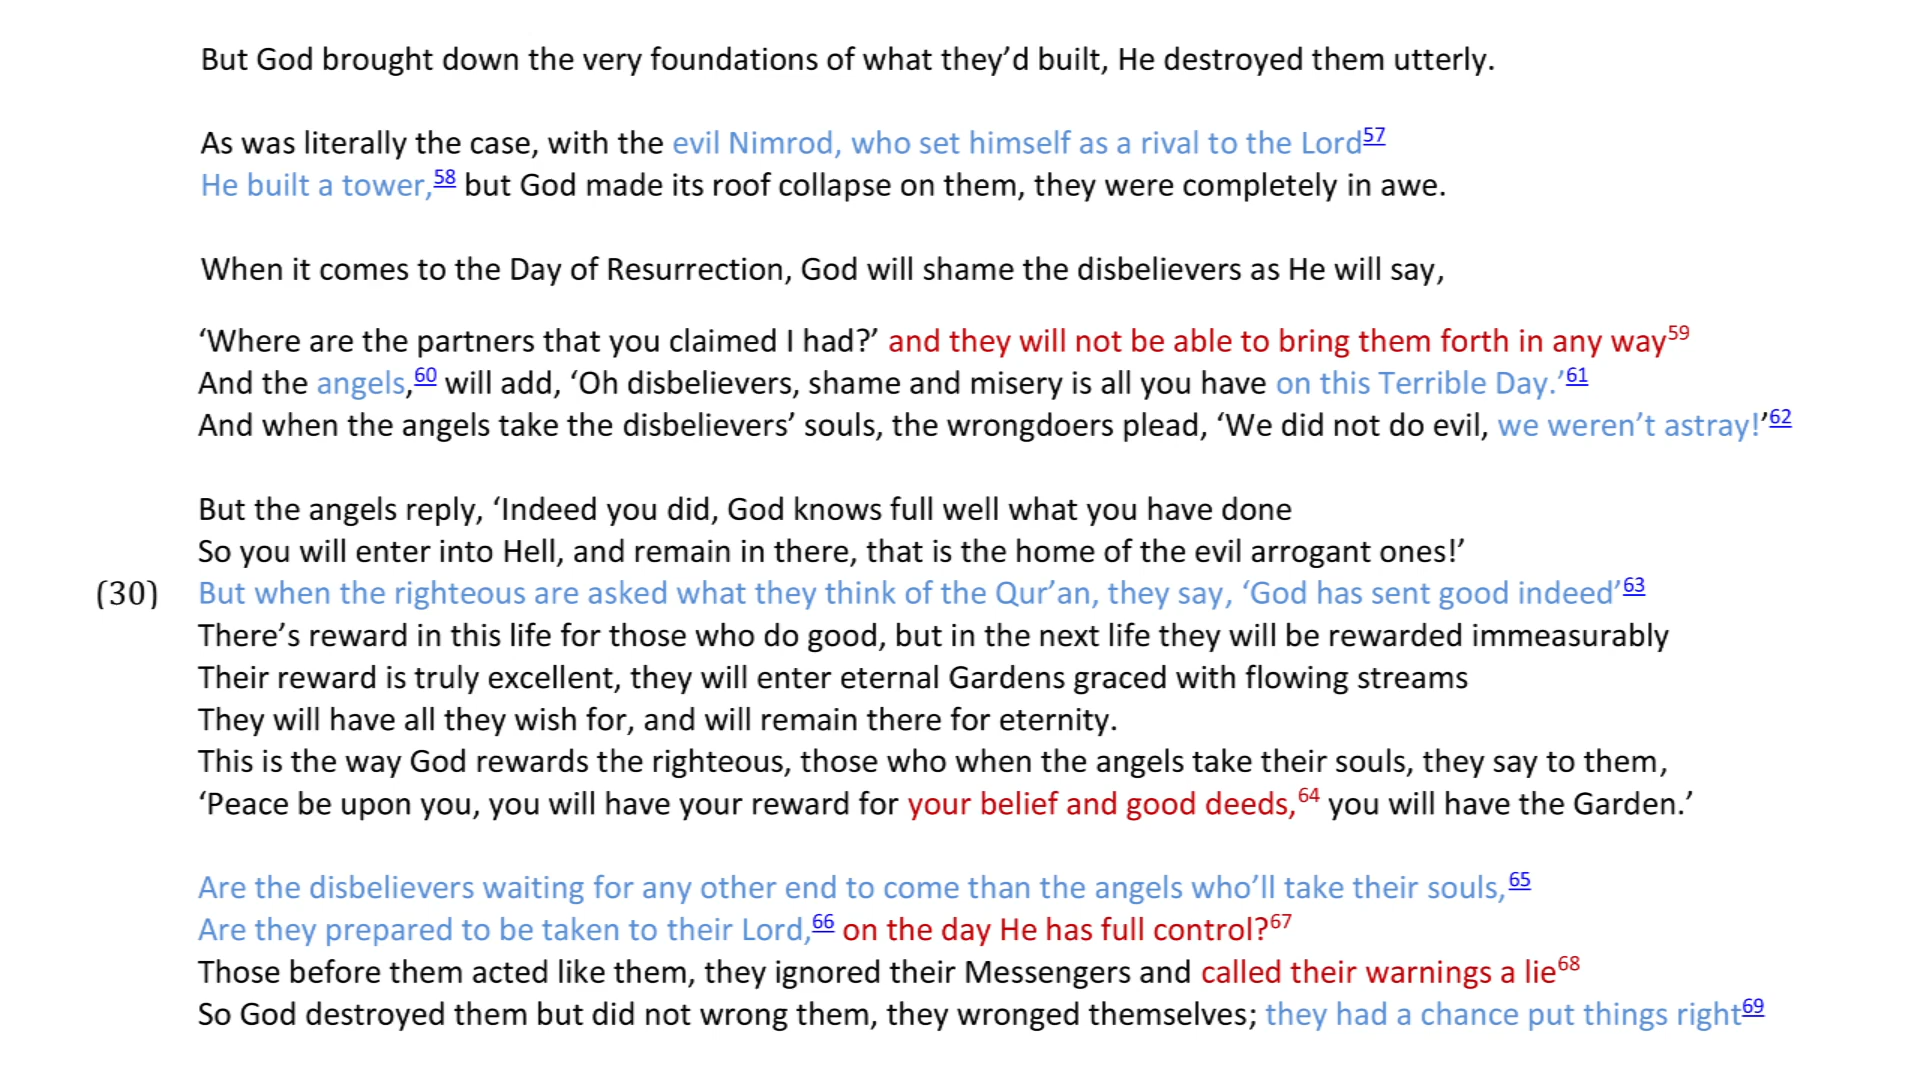 But God brought down the very foundations of what they’d built, He destroyed them utterly.
As was literally the case, with the evil Nimrod, who set himself as a rival to the Lord57
He built a tower,58 but God made its roof collapse on them, they were completely in awe.
When it comes to the Day of Resurrection, God will shame the disbelievers as He will say,
‘Where are the partners that you claimed I had?’ and they will not be able to bring them forth in any way59
And the angels,60 will add, ‘Oh disbelievers, shame and misery is all you have on this Terrible Day.’61
And when the angels take the disbelievers’ souls, the wrongdoers plead, ‘We did not do evil, we weren’t astray!’62
But the angels reply, ‘Indeed you did, God knows full well what you have done
So you will enter into Hell, and remain in there, that is the home of the evil arrogant ones!’
(30) But when the righteous are asked what they think of the Qur’an, they say, ‘God has sent good indeed’63
There’s reward in this life for those who do good, but in the next life they will be rewarded immeasurably
Their reward is truly excellent, they will enter eternal Gardens graced with flowing streams
They will have all they wish for, and will remain there for eternity.
This is the way God rewards the righteous, those who when the angels take their souls, they say to them,
‘Peace be upon you, you will have your reward for your belief and good deeds,64 you will have the Garden.’
Are the disbelievers waiting for any other end to come than the angels who’ll take their souls,65
Are they prepared to be taken to their Lord,66 on the day He has full control?67
Those before them acted like them, they ignored their Messengers and called their warnings a lie68
So God destroyed them but did not wrong them, they wronged themselves; they had a chance put things right69